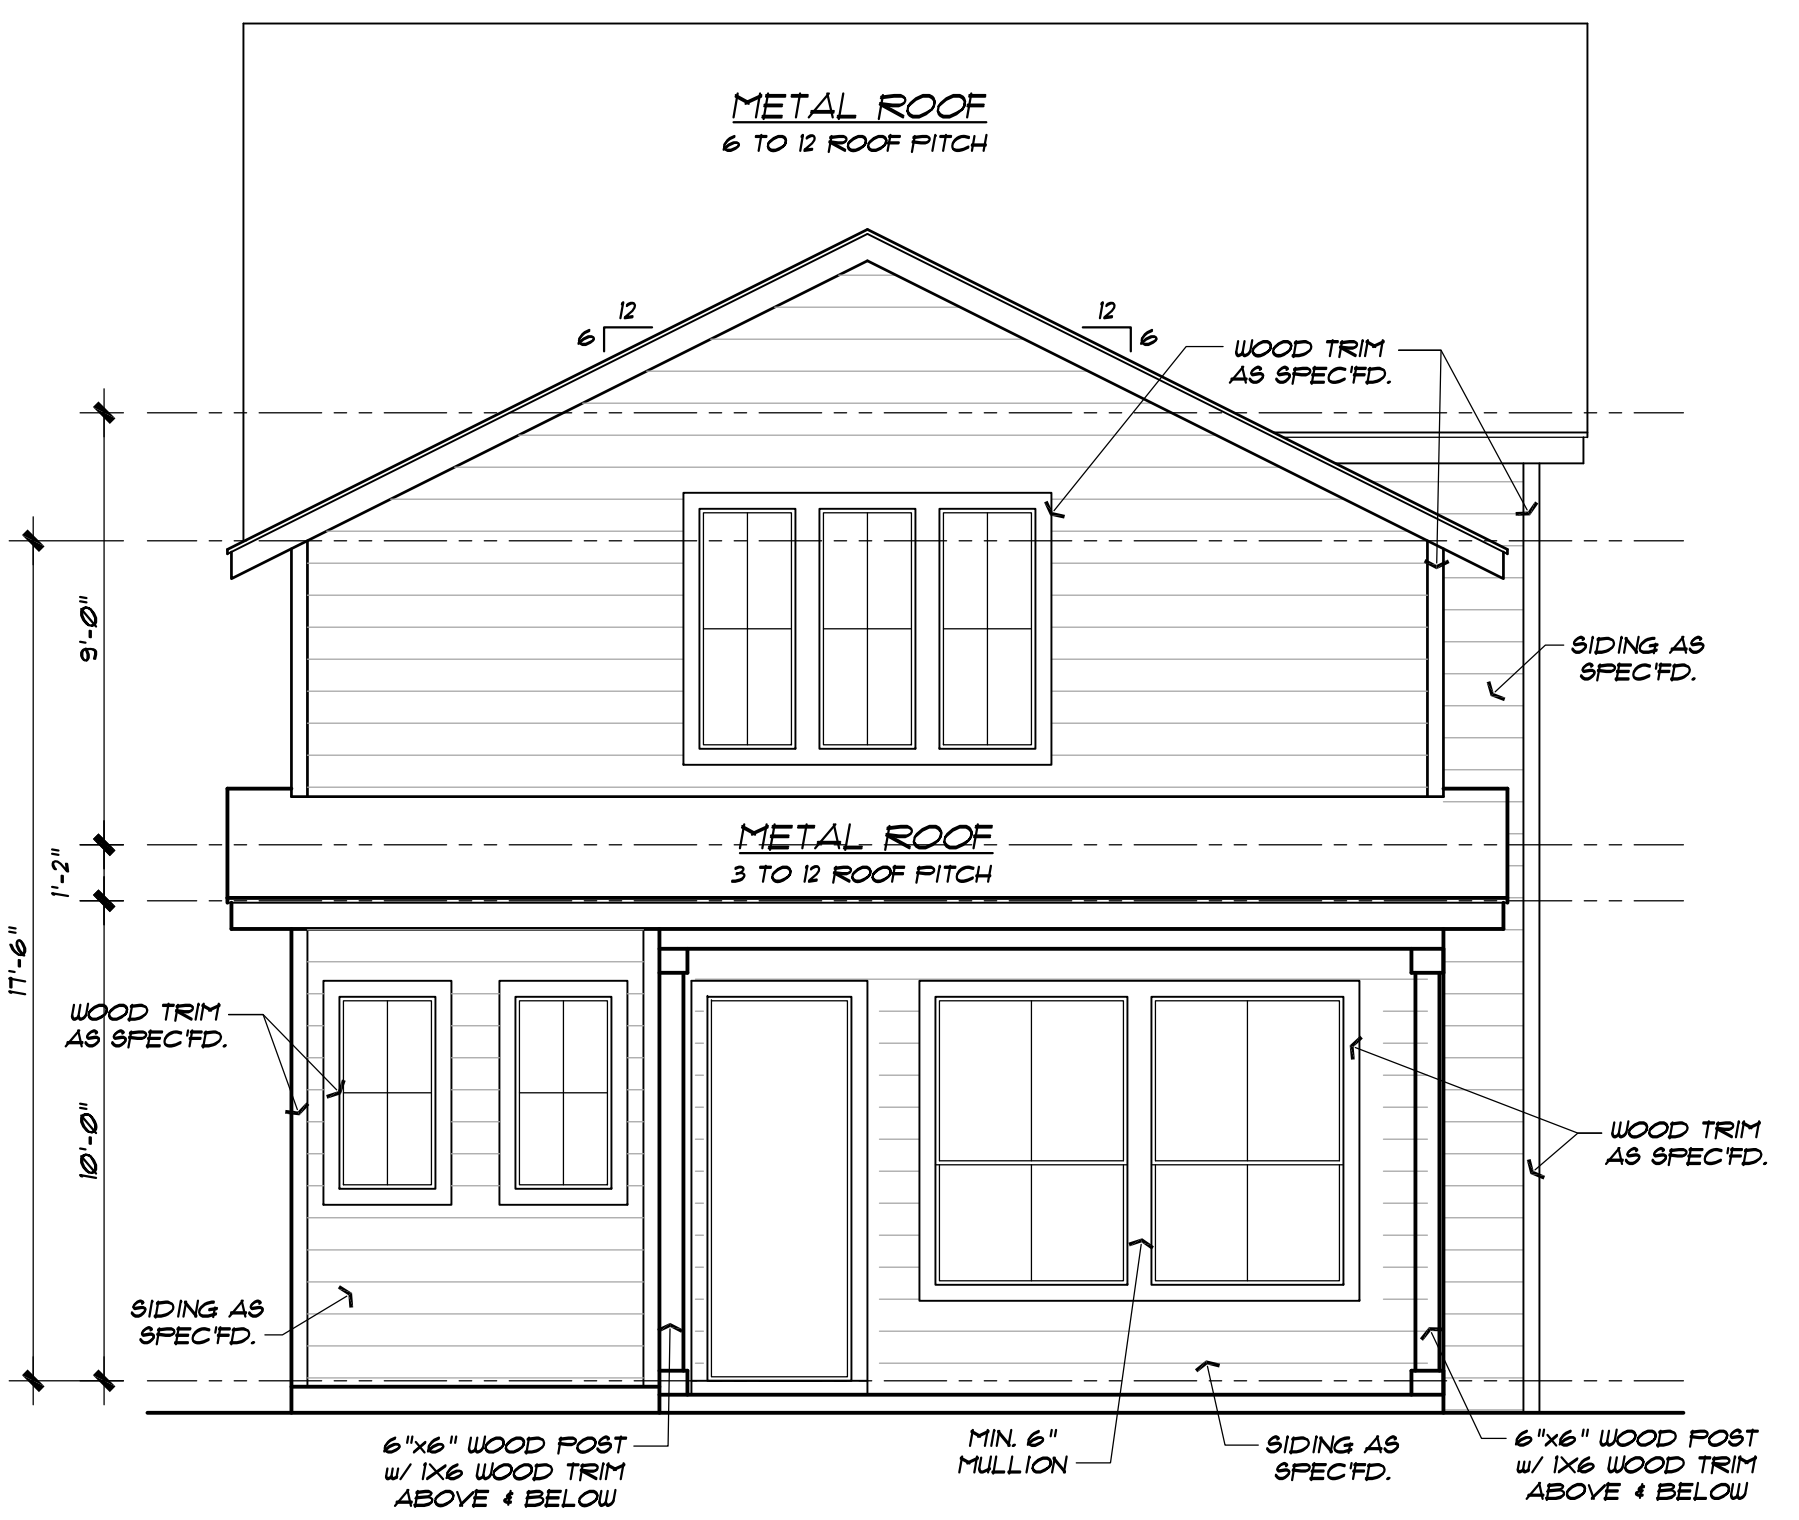 METAL ROOF
6 TO 12 ROOF PITCH
12
6
12
6
WOOD TRIM
AS SPEC'FD.
9'-0"
SIDING AS
SPEC'FD.
METAL ROOF
3 TO 12 ROOF PITCH
1'-2"
17'-6"
WOOD TRIM
AS SPEC'FD.
10'-0"
WOOD TRIM
AS SPEC'FD.
SIDING AS
SPEC'FD.
6"x6" WOOD POST
w/ 1X6 WOOD TRIM
ABOVE & BELOW
MIN. 6"
MULLION
SIDING AS
SPEC'FD.
6"x6" WOOD POST
w/ 1X6 WOOD TRIM
ABOVE & BELOW